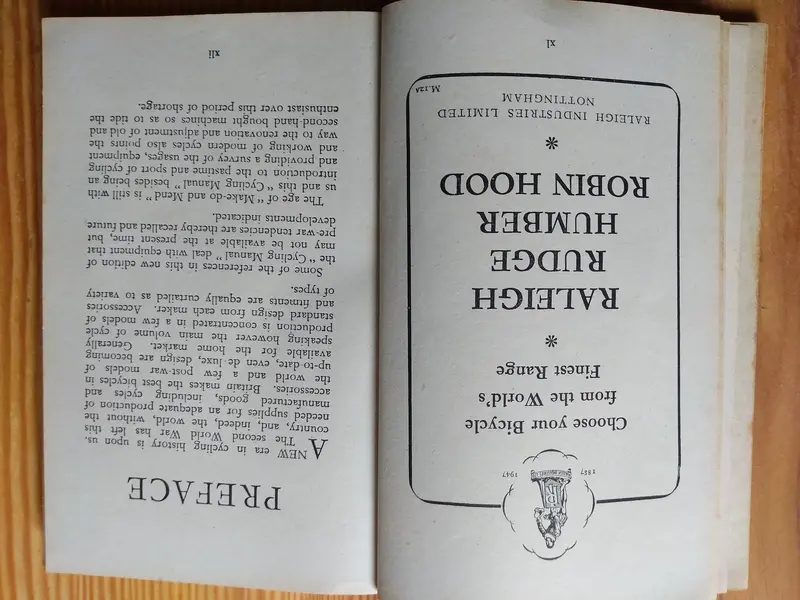 1887 1947
Choose your Bicycle
from the World's
Finest Range
*
RALEIGH
RUDGE
HUMBER
ROBIN HOOD
*
RALEIGH INDUSTRIES LIMITED
NOTTINGHAM
M.12A
xl
PREFACE
A NEW era in cycling history is upon us.
The second World War has left this
country, and, indeed, the world, without the
needed supplies for an adequate production of
manufactured goods, including cycles and
accessories. Britain makes the best bicycles in
the world and a few post-war models of
up-to-date, even de-luxe, design are becoming
available for the home market. Generally
speaking however the main volume of cycle
production is concentrated in a few models of
standard design from each maker. Accessories
and fitments are equally curtailed as to variety
of types.
Some of the references in this new edition of
the “ Cycling Manual ” deal with equipment that
may not be available at the present time, but
pre-war tendencies are thereby recalled and future
developments indicated.
The age of “ Make-do and Mend ” is still with
us and this “ Cycling Manual ” besides being an
introduction to the pastime and sport of cycling
and providing a survey of the usages, equipment
and working of modern cycles also points the
way to the renovation and adjustment of old and
second-hand bought machines so as to tide the
enthusiast over this period of shortage.
xli